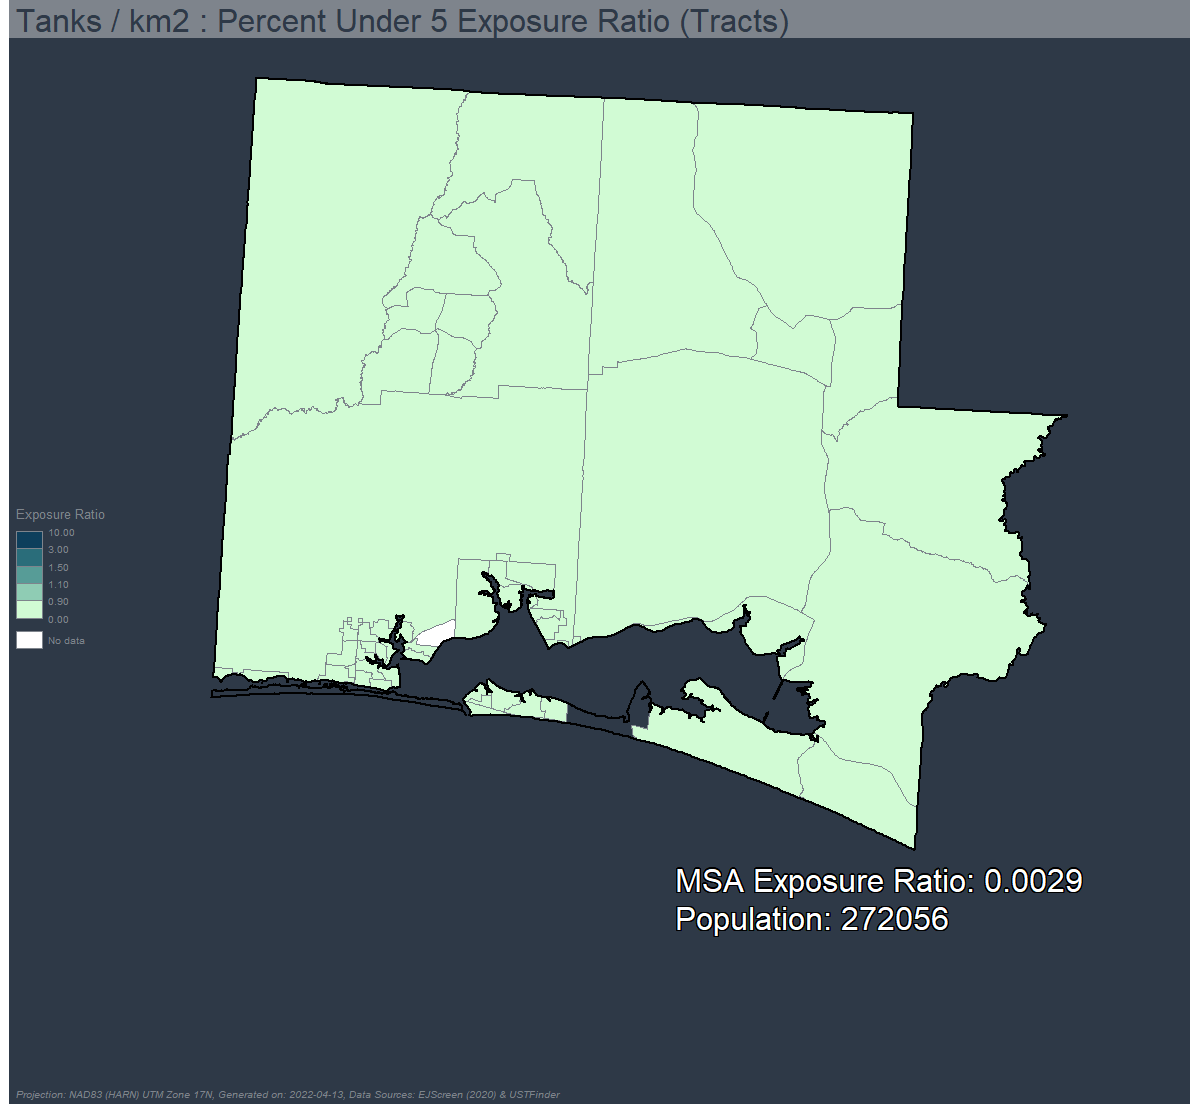 Tanks / km2 : Percent Under 5 Exposure Ratio (Tracts)
Exposure Ratio
10.00
3.00
1.50
1.10
0.90
0.00
No data
MSA Exposure Ratio: 0.0029
Population: 272056
Projection: NAD83 (HARN) UTM Zone 17N, Generated on: 2022-04-13, Data Sources: EJScreen (2020) & USTFinder